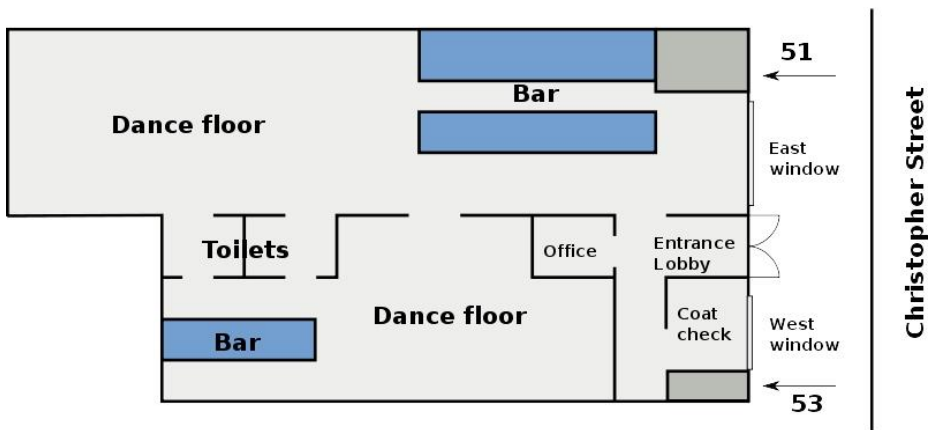 51
Bar
Dance floor
East
window
Toilets
Office
Entrance
Lobby
Christopher Street
Dance floor
Coat
check
Bar
West
window
53